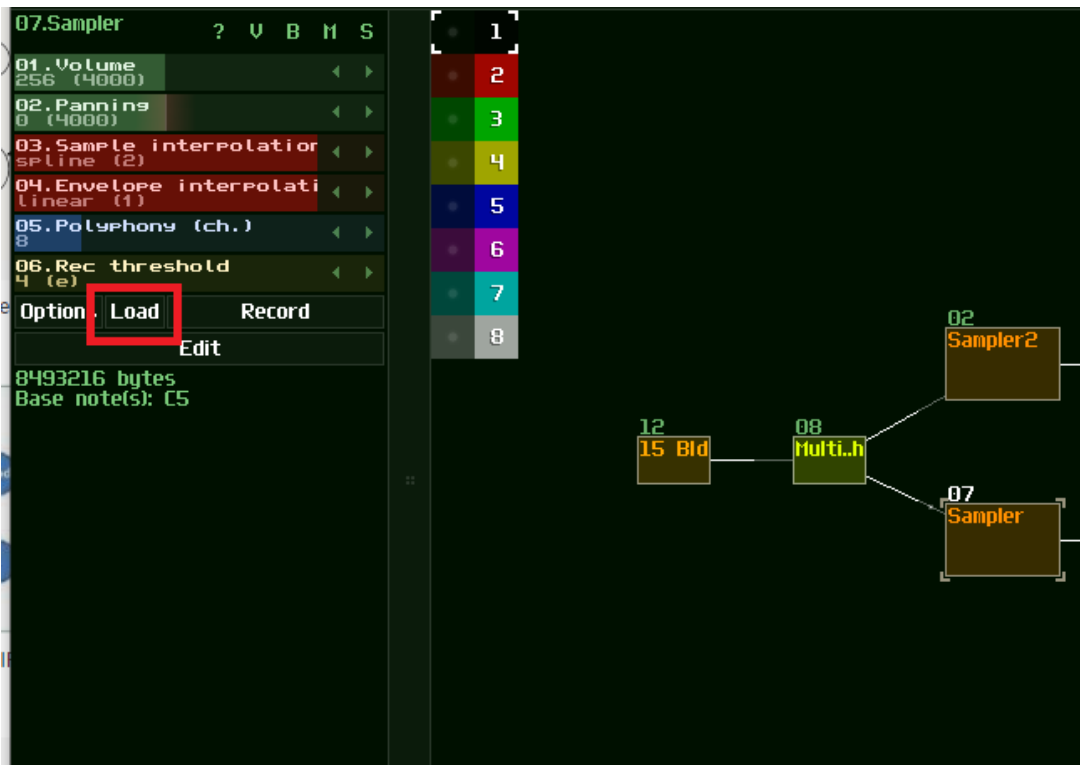 07.Sampler ? V B M S
01.Volume
256 (4000)
02.Panning
0 (4000)
03.Sample interpolation
spline (2)
04.Envelope interpolati
linear (1)
05.Polyphony (ch.)
8
06.Rec threshold
4 (e)
Option Load Record
Edit
8493216 bytes
Base note(s): C5
1
2
3
4
5
6
7
8
02
Sampler2
12
15 Bld
08
Multi..h
07
Sampler